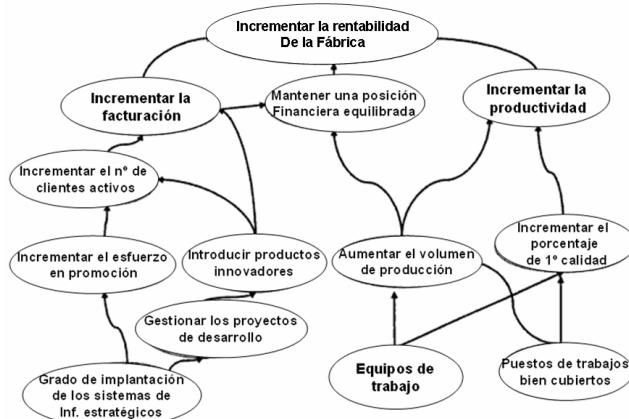 Incrementar la rentabilidad
De la Fábrica
Incrementar la
facturación
Mantener una posición
Financiera equilibrada
Incrementar la
productividad
Incrementar el nº de
clientes activos
Incrementar el esfuerzo
en promoción
Introducir productos
innovadores
Aumentar el volumen
de producción
Incrementar el
porcentaje
de 1º calidad
Gestionar los proyectos
de desarrollo
Grado de implantación
de los sistemas de
Inf. estratégicos
Equipos de
trabajo
Puestos de trabajos
bien cubiertos